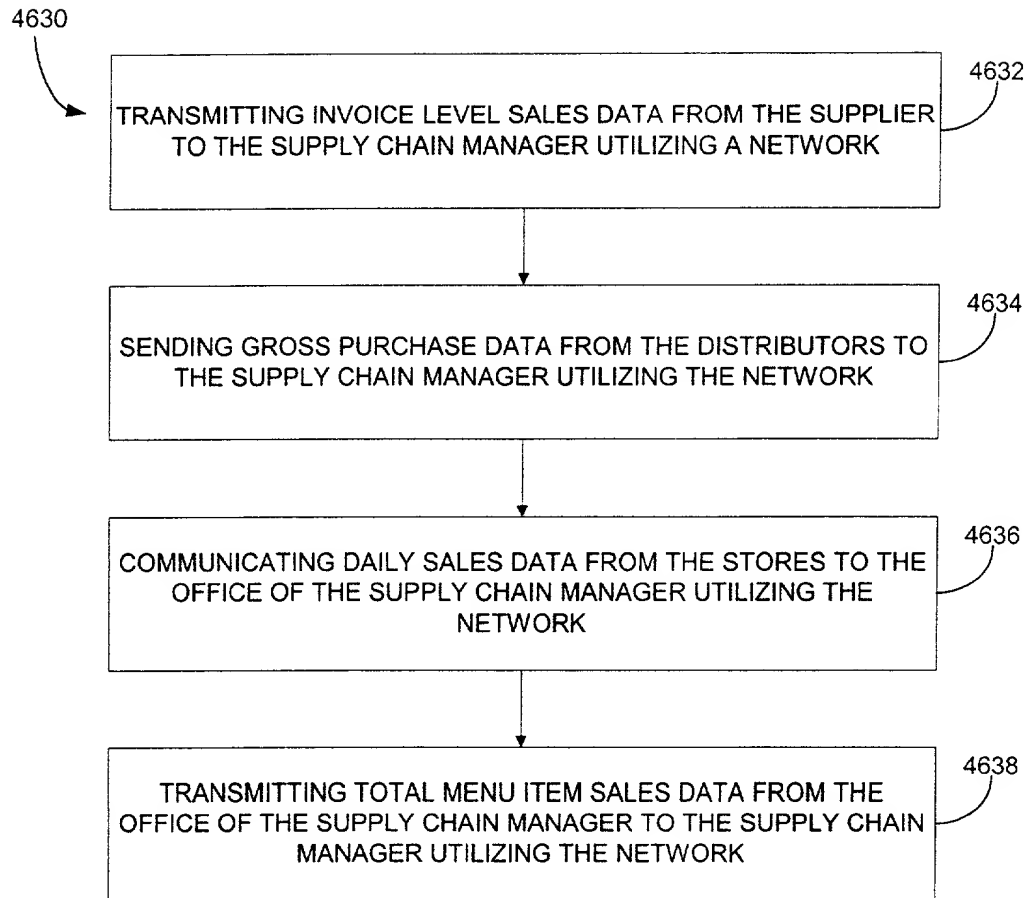 4630
4632
TRANSMITTING INVOICE LEVEL SALES DATA FROM THE SUPPLIER
TO THE SUPPLY CHAIN MANAGER UTILIZING A NETWORK
4634
SENDING GROSS PURCHASE DATA FROM THE DISTRIBUTORS TO
THE SUPPLY CHAIN MANAGER UTILIZING THE NETWORK
4636
COMMUNICATING DAILY SALES DATA FROM THE STORES TO THE
OFFICE OF THE SUPPLY CHAIN MANAGER UTILIZING THE
NETWORK
4638
TRANSMITTING TOTAL MENU ITEM SALES DATA FROM THE
OFFICE OF THE SUPPLY CHAIN MANAGER TO THE SUPPLY CHAIN
MANAGER UTILIZING THE NETWORK